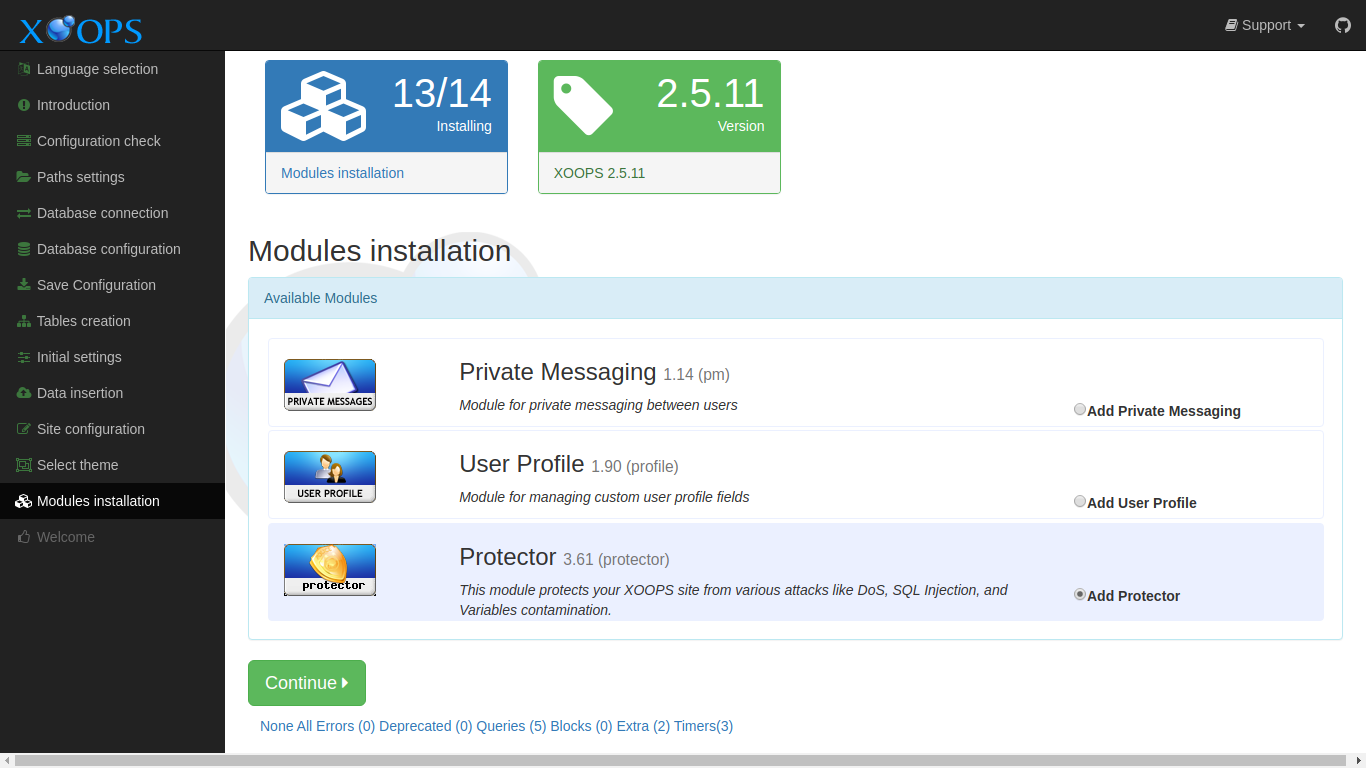 XOOPS
Support
Language selection
Introduction
Configuration check
Paths settings
Database connection
Database configuration
Save Configuration
Tables creation
Initial settings
Data insertion
Site configuration
Select theme
Modules installation
Welcome
13/14
Installing
Modules installation
2.5.11
Version
XOOPS 2.5.11
Modules installation
Available Modules
PRIVATE MESSAGES
Private Messaging 1.14 (pm)
Module for private messaging between users
Add Private Messaging
USER PROFILE
User Profile 1.90 (profile)
Module for managing custom user profile fields
Add User Profile
protector
Protector 3.61 (protector)
This module protects your XOOPS site from various attacks like DoS, SQL Injection, and
Variables contamination.
Add Protector
Continue
None All Errors (0) Deprecated (0) Queries (5) Blocks (0) Extra (2) Timers(3)